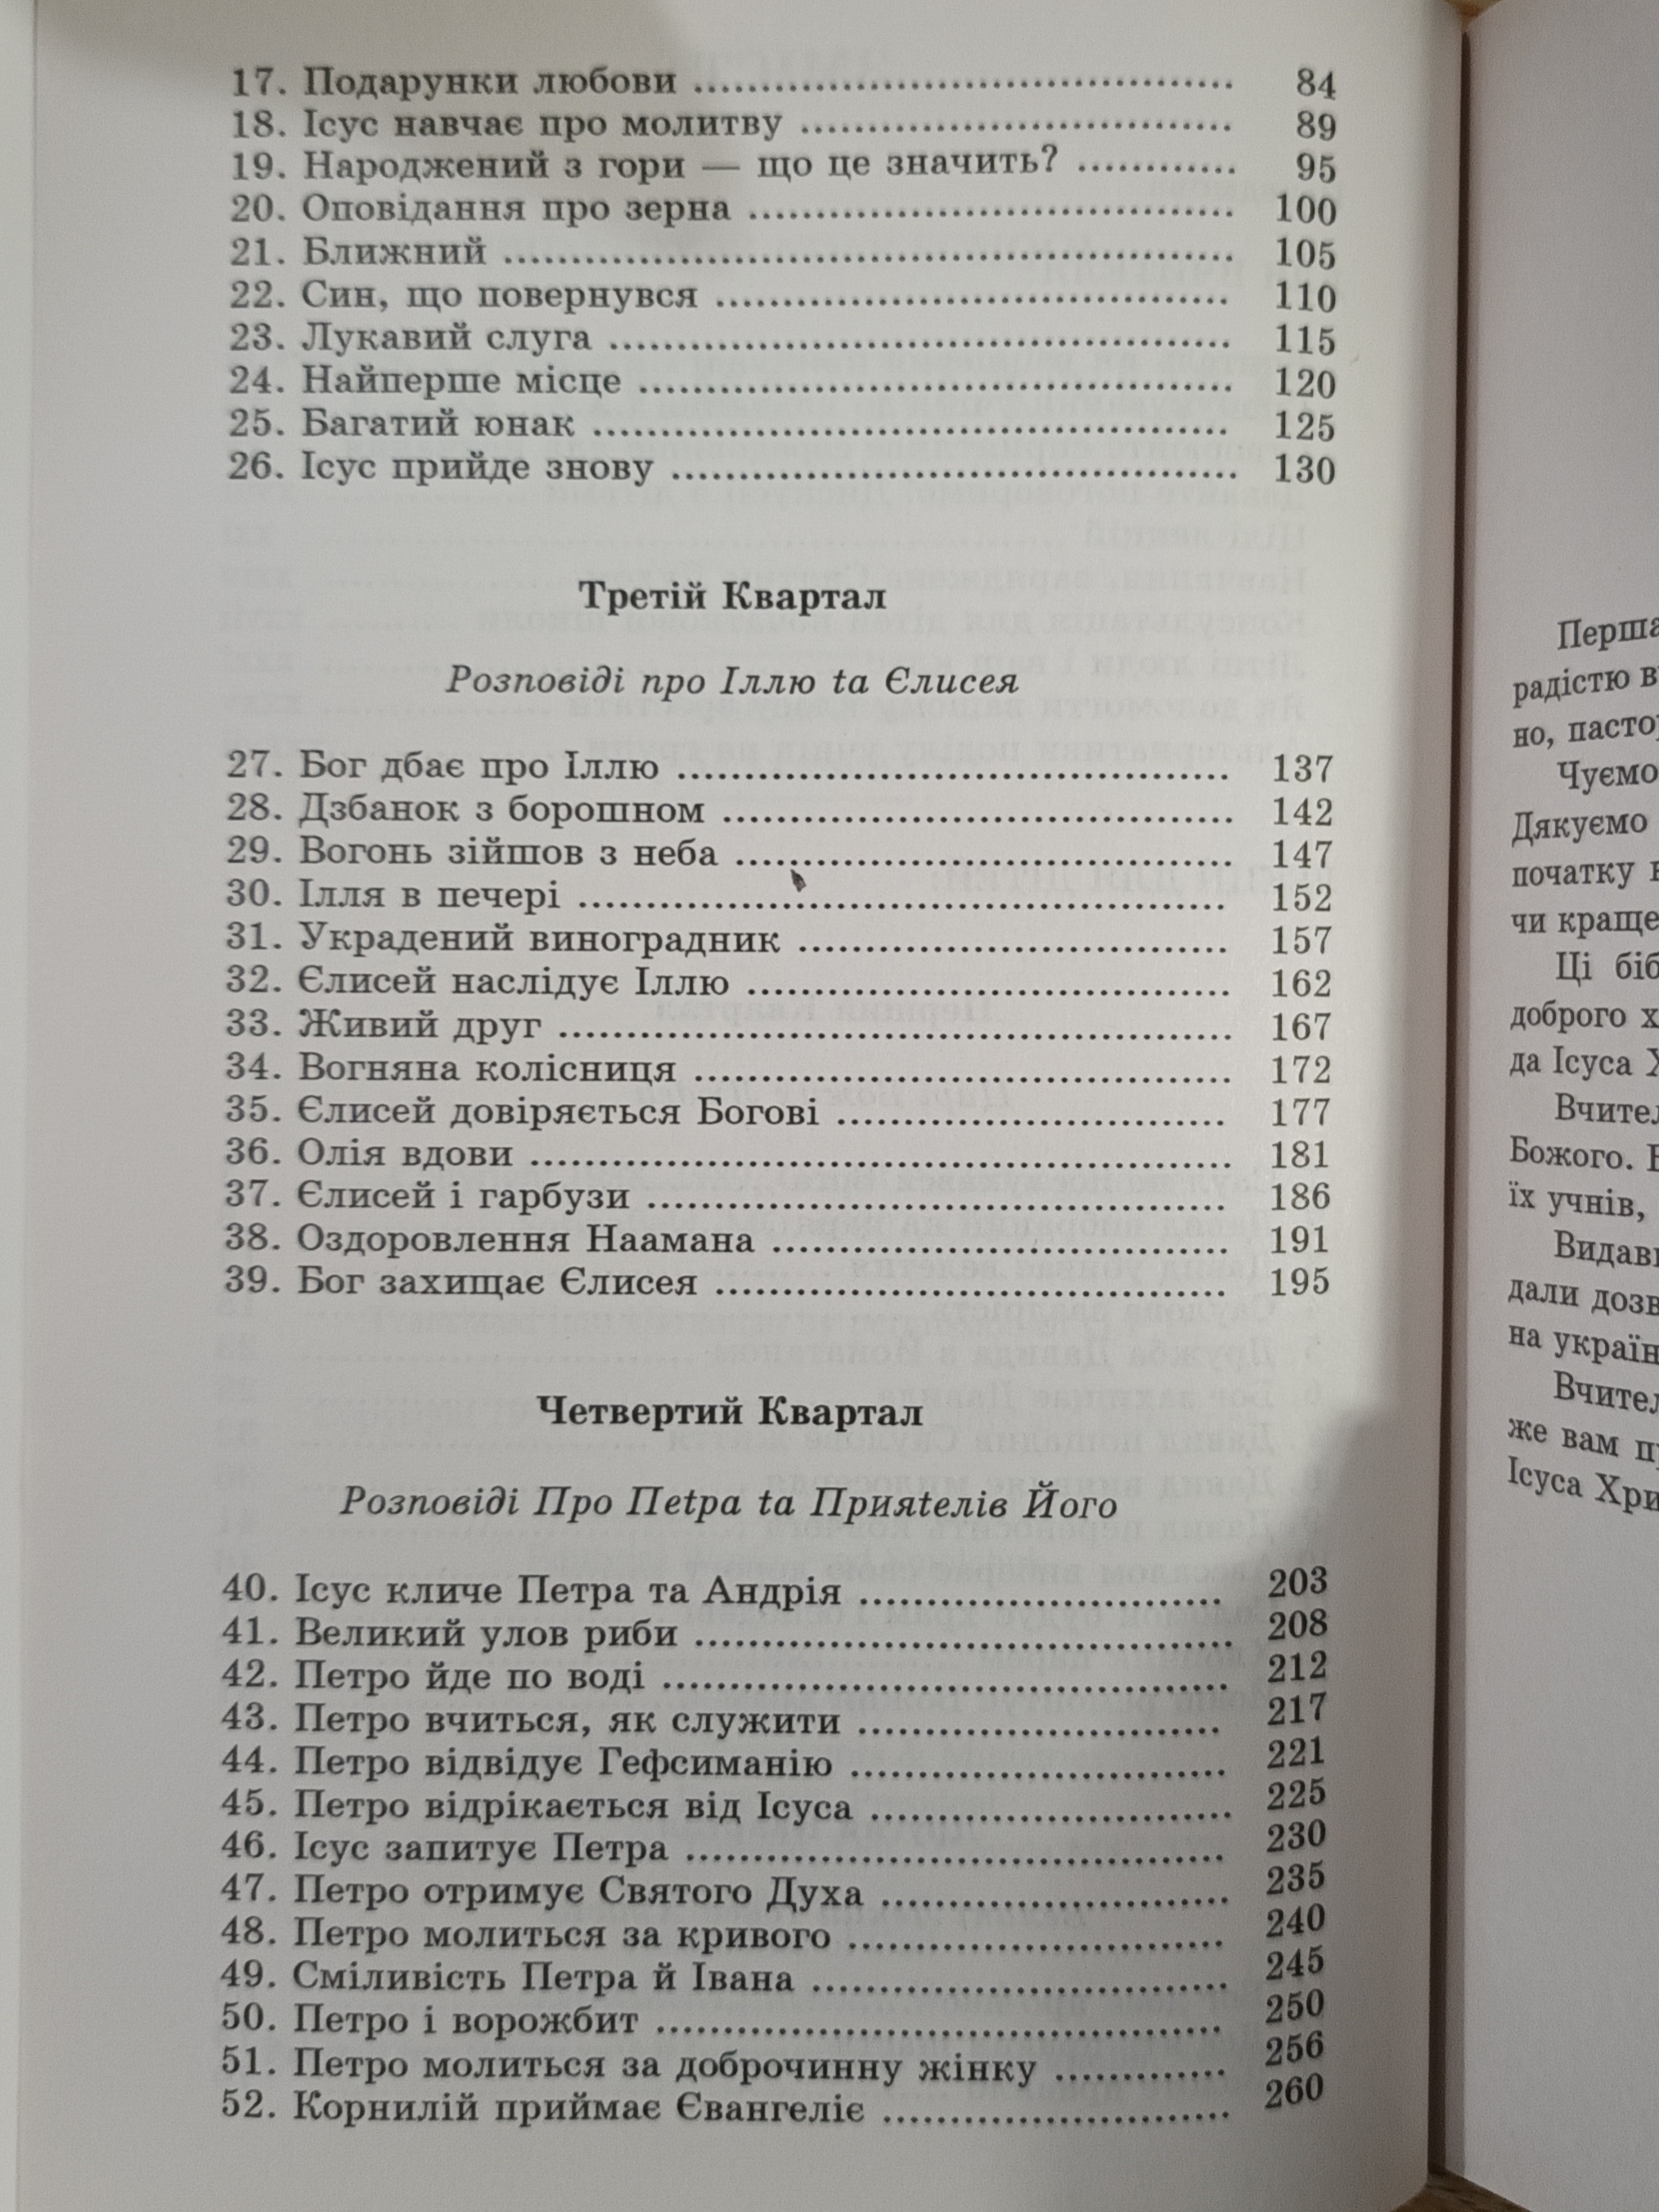 17. Подарунки любови ........................................ 84
18. Ісус навчає про молитву ................................ 89
19. Народжений з гори — що це значить? ............ 95
20. Оповідання про зерна .................................... 100
21. Ближний ...................................................... 105
22. Син, що повернувся ...................................... 110
23. Лукавий слуга .............................................. 115
24. Найперше місце ............................................ 120
25. Багатий юнак ............................................... 125
26. Ісус прийде знову .......................................... 130
Третій Квартал
Розповіді про Іллю та Єлисея
27. Бог дбає про Іллю ......................................... 137
28. Дзбанок з борошном ...................................... 142
29. Вогонь зійшов з неба ..................................... 147
30. Ілля в печері ................................................ 152
31. Украдений виноградник ................................ 157
32. Єлисей наслідує Іллю .................................... 162
33. Живий друг .................................................. 167
34. Вогняна колісниця ........................................ 172
35. Єлисей довіряється Богові ............................. 177
36. Олія вдови .................................................... 181
37. Єлисей і гарбузи ........................................... 186
38. Оздоровлення Наамана .................................. 191
39. Бог захищає Єлисея ...................................... 195
Четвертий Квартал
Розповіді Про Петра та Приятелів Його
40. Ісус кличе Петра та Андрія ........................... 203
41. Великий улов риби ........................................ 208
42. Петро йде по воді .......................................... 212
43. Петро вчиться, як служити ........................... 217
44. Петро відвідує Гефсиманію ............................ 221
45. Петро відрікається від Ісуса ........................... 225
46. Ісус запитує Петра ........................................ 230
47. Петро отримує Святого Духа .......................... 235
48. Петро молиться за кривого ............................ 240
49. Сміливість Петра й Івана ............................... 245
50. Петро і ворожбит .......................................... 250
51. Петро молиться за доброчинну жінку ............. 256
52. Корнилій приймає Євангеліє .......................... 260
Перша
радістю
но,
Чуємо
Дякуємо
початку
чи краще
Ці
доброго
да Ісуса
Вчител
Божого.
їх учнів,
Видав
дали
на україн
Вчител
же вам
Ісуса Хри